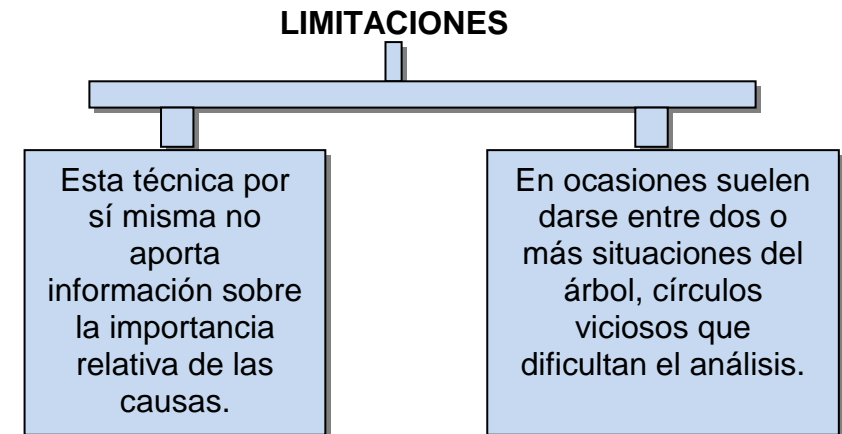 LIMITACIONES
Esta técnica por
sí misma no
aporta
información sobre
la importancia
relativa de las
causas.
En ocasiones suelen
darse entre dos o
más situaciones del
árbol, círculos
viciosos que
dificultan el análisis.